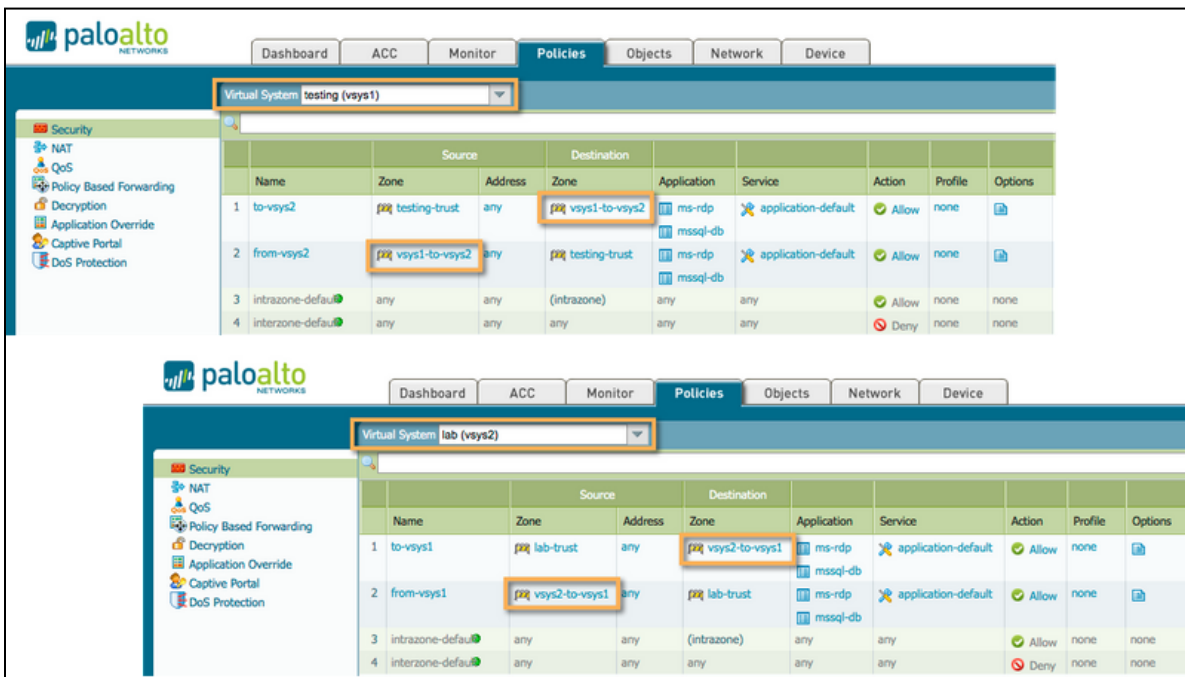 paloalto
NETWORKS
Dashboard ACC Monitor Policies Objects Network Device
Virtual System testing (vsys1)
Security
NAT
QoS
Policy Based Forwarding
Decryption
Application Override
Captive Portal
DoS Protection
Source Destination
Name Zone Address Zone Application Service Action Profile Options
1 to-vsys2 testing-trust any vsys1-to-vsys2 ms-rdp application-default Allow none
mssql-db
2 from-vsys2 vsys1-to-vsys2 any testing-trust ms-rdp application-default Allow none
mssql-db
3 intrazone-defaul any any (intrazone) any any Allow none none
4 interzone-defaul any any any any any Deny none none
paloalto
NETWORKS
Dashboard ACC Monitor Policies Objects Network Device
Virtual System lab (vsys2)
Security
NAT
QoS
Policy Based Forwarding
Decryption
Application Override
Captive Portal
DoS Protection
Source Destination
Name Zone Address Zone Application Service Action Profile Options
1 to-vsys1 lab-trust any vsys2-to-vsys1 ms-rdp application-default Allow none
mssql-db
2 from-vsys1 vsys2-to-vsys1 any lab-trust ms-rdp application-default Allow none
mssql-db
3 intrazone-defaul any any (intrazone) any any Allow none none
4 interzone-defaul any any any any any Deny none none